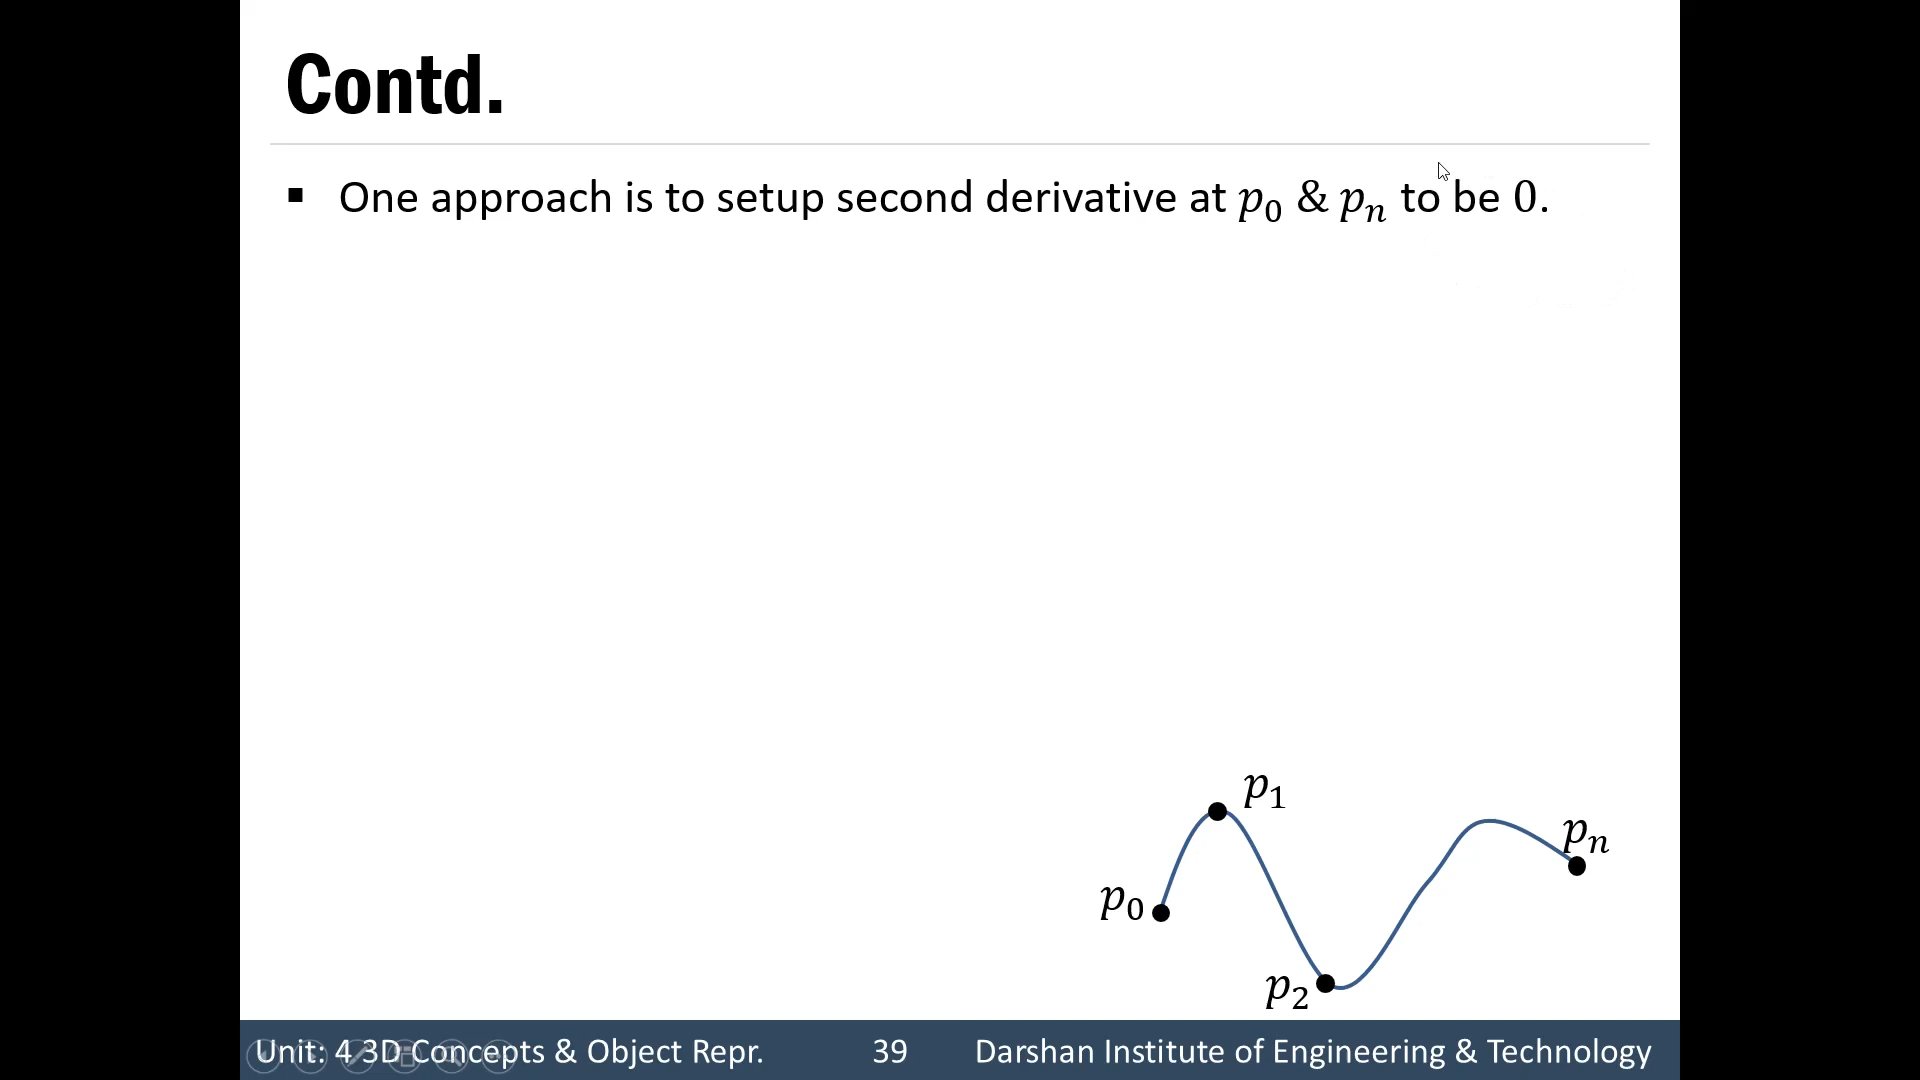 Contd.
▪ One approach is to setup second derivative at p₀ & pₙ to be 0.
p₁
pₙ
p₀
p₂
Unit: 4 3D Concepts & Object Repr. 39 Darshan Institute of Engineering & Technology